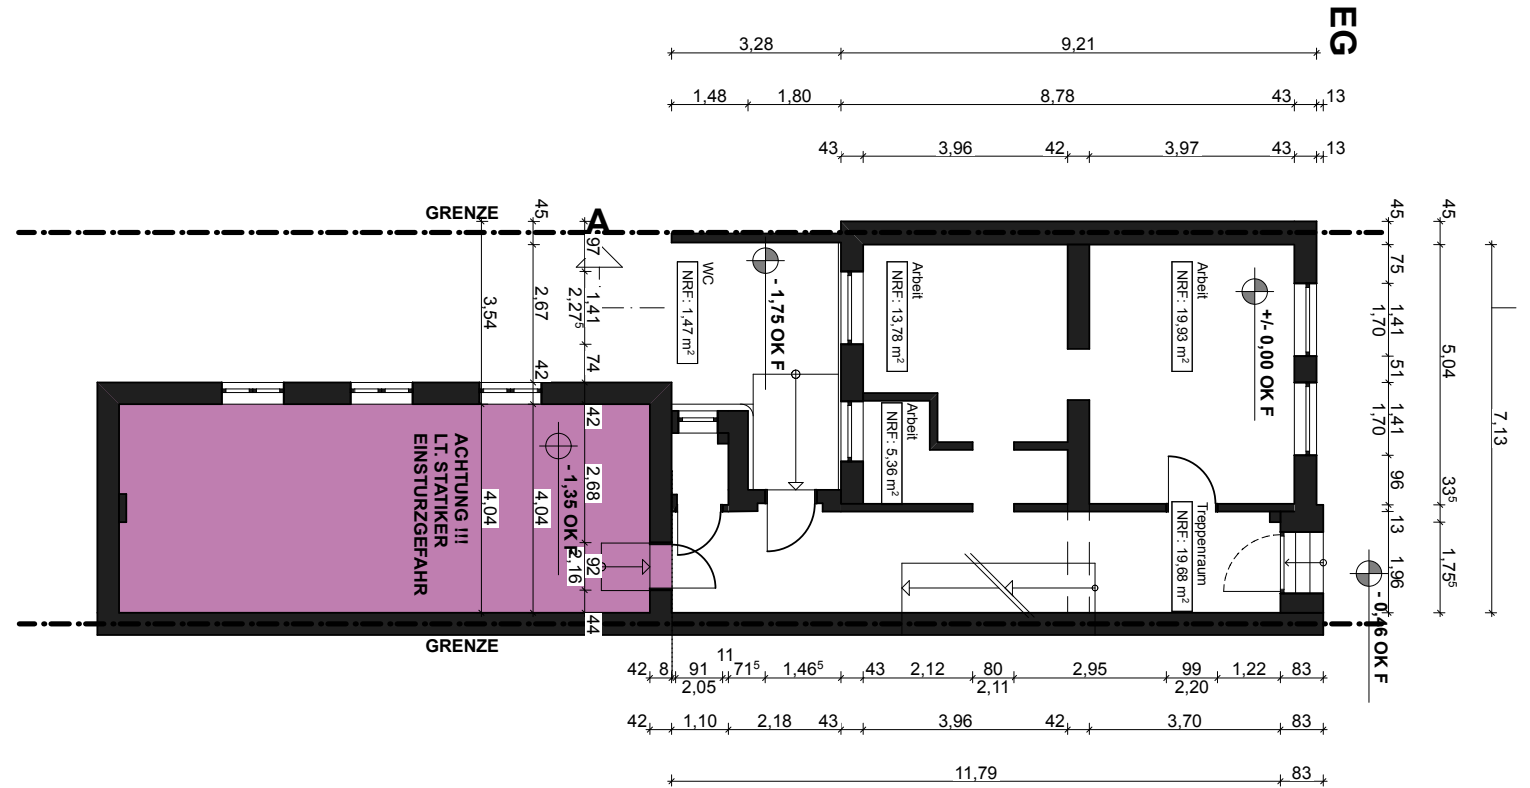 EG
3,28 9,21
1,48 1,80 8,78 43 13
43 3,96 42 3,97 43 13
GRENZE
A
45
97
1,41
2,27⁵
74
42
2,68
92
2,16
44
45
2,67
42
4,04
3,54
4,04
WC
NRF: 1,47 m²
- 1,75 OK F
Arbeit
NRF: 13,78 m²
Arbeit
NRF: 5,36 m²
Arbeit
NRF: 19,93 m²
+/- 0,00 OK F
Treppenraum
NRF: 19,68 m²
- 0,46 OK F
- 1,35 OK F
ACHTUNG !!!
LT. STATIKER
EINSTURZGEFAHR
45
75
1,41
1,70
51
1,41
1,70
96
13
1,96
45
5,04
33⁵
1,75⁵
7,13
GRENZE
42 8 91 11 71⁵ 1,46⁵ 43 2,12 80 2,95 99 1,22 83
2,05 2,11 2,20
42 1,10 2,18 43 3,96 42 3,70 83
11,79 83